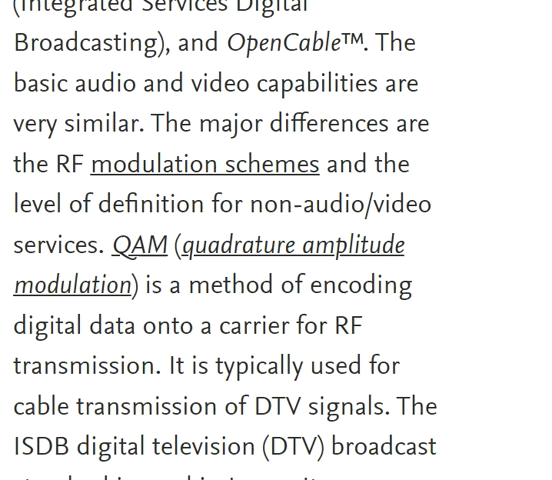 (Integrated Services Digital
Broadcasting), and OpenCable™. The
basic audio and video capabilities are
very similar. The major differences are
the RF modulation schemes and the
level of definition for non-audio/video
services. QAM (quadrature amplitude
modulation) is a method of encoding
digital data onto a carrier for RF
transmission. It is typically used for
cable transmission of DTV signals. The
ISDB digital television (DTV) broadcast